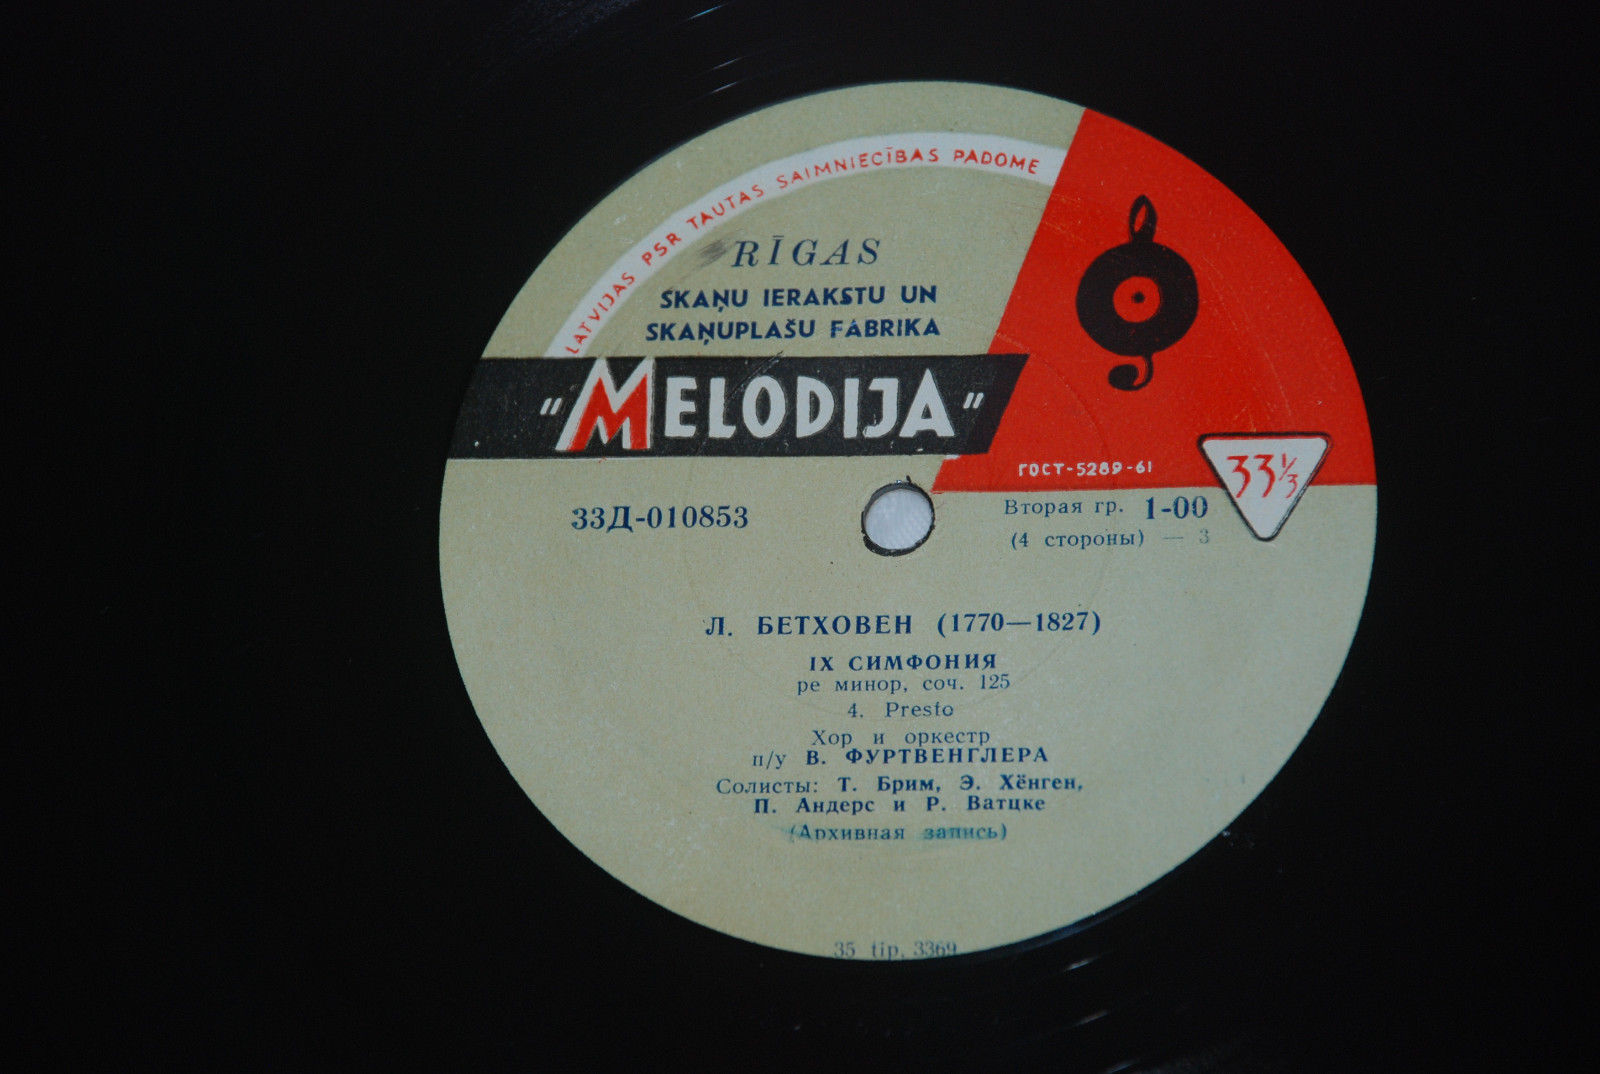 LATVIJAS PSR TAUTAS SAIMNIECĪBAS PADOME
RĪGAS
SKAŅU IERAKSTU UN
SKAŅUPLAŠU FABRIKA
"MELODIJA"
ГОСТ-5289-61
33⅓
33Д-010853
Вторая гр. 1-00
(4 стороны) — 3
Л. БЕТХОВЕН (1770—1827)
IX СИМФОНИЯ
ре минор, соч. 125
4. Presto
Хор и оркестр
п/у В. ФУРТВЕНГЛЕРА
Солисты: Т. Брим, Э. Хёнген,
П. Андерс и Р. Ватцке
(Архивная запись)
35 tip. 3369